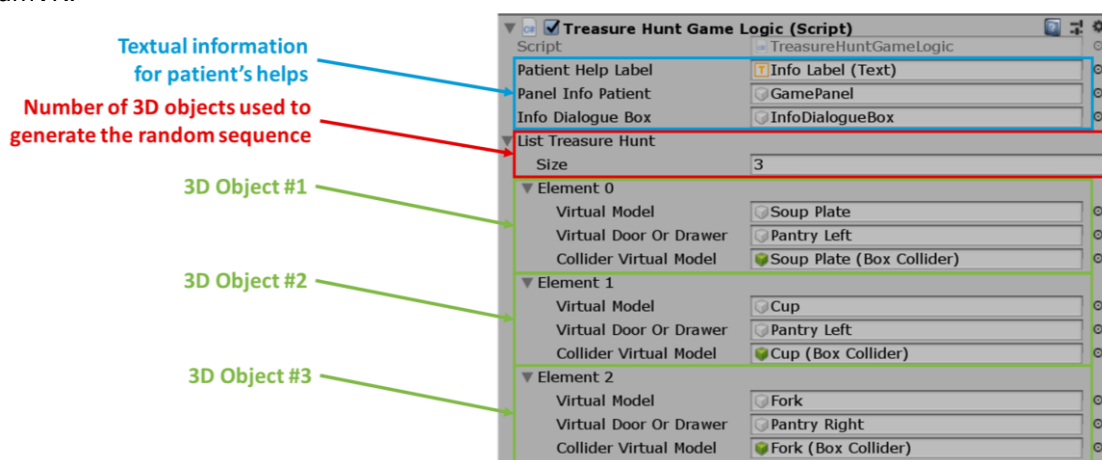 Treasure Hunt Game Logic (Script)
Textual information
for patient's helps
Script TreasureHuntGameLogic
Patient Help Label Info Label (Text)
Panel Info Patient GamePanel
Info Dialogue Box InfoDialogueBox
Number of 3D objects used to
generate the random sequence
List Treasure Hunt
Size 3
3D Object #1
Element 0
Virtual Model Soup Plate
Virtual Door Or Drawer Pantry Left
Collider Virtual Model Soup Plate (Box Collider)
3D Object #2
Element 1
Virtual Model Cup
Virtual Door Or Drawer Pantry Left
Collider Virtual Model Cup (Box Collider)
3D Object #3
Element 2
Virtual Model Fork
Virtual Door Or Drawer Pantry Right
Collider Virtual Model Fork (Box Collider)